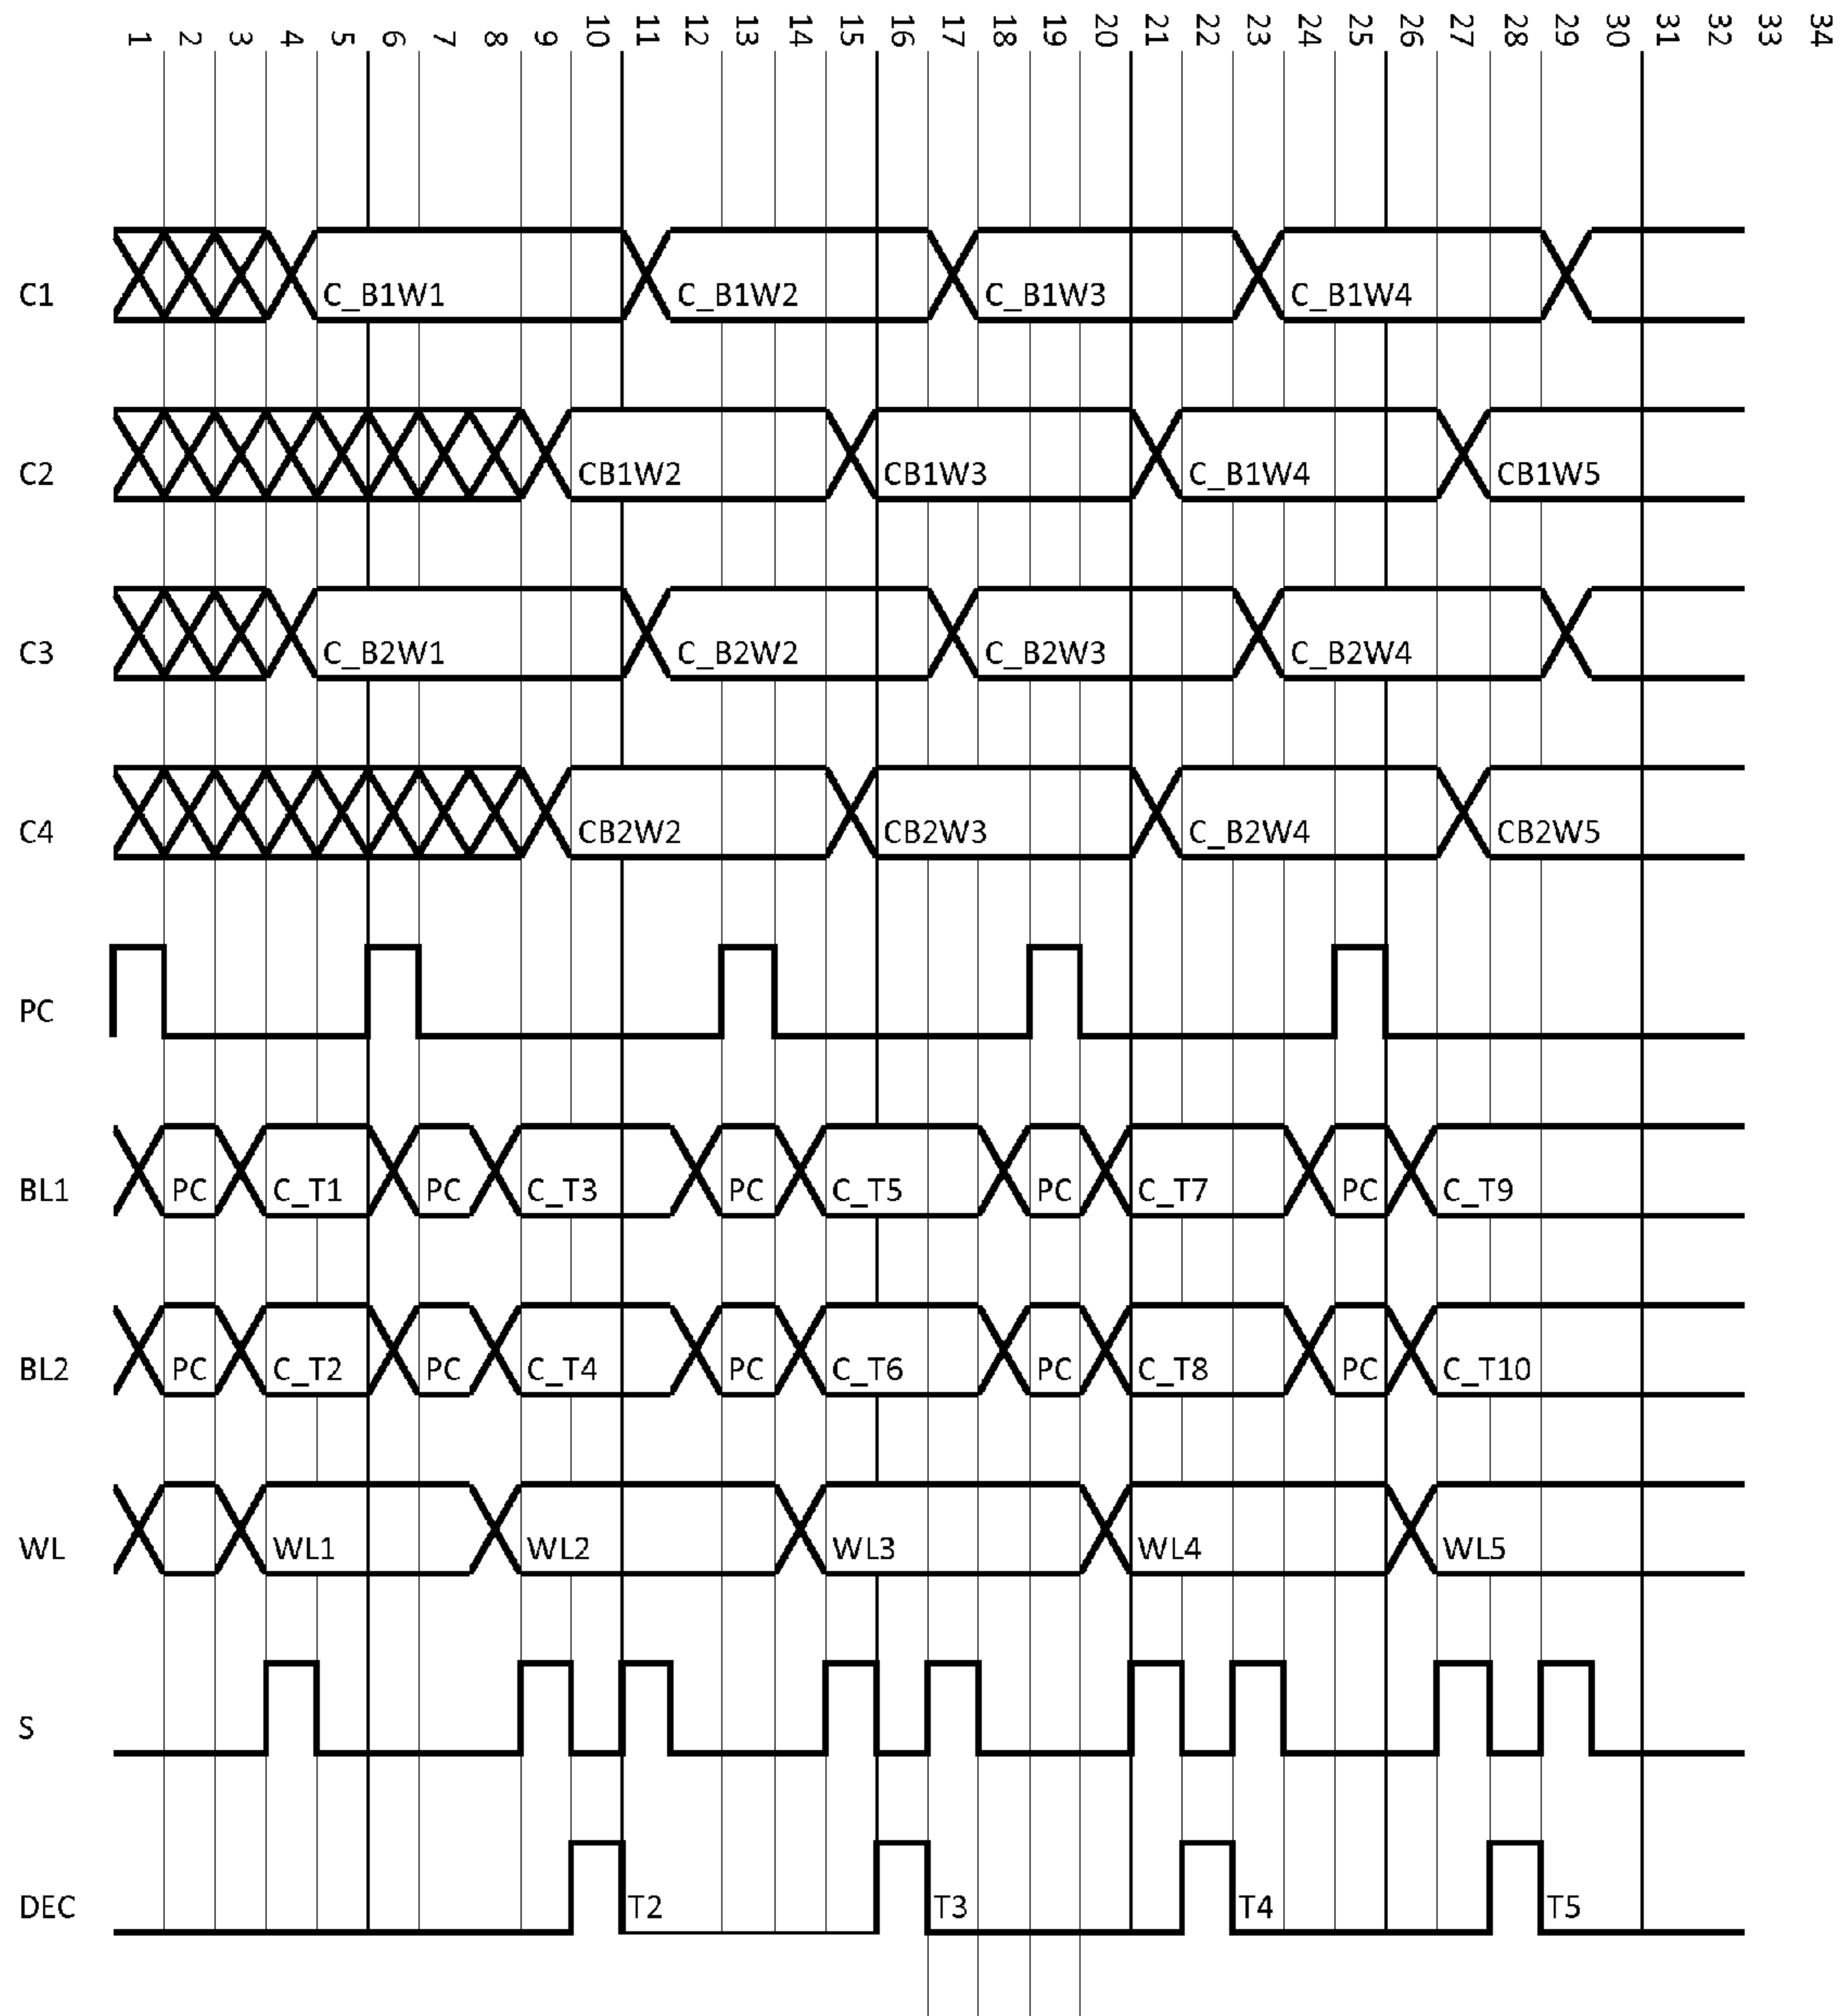 1 2 3 4 5 6 7 8 9 10 11 12 13 14 15 16 17 18 19 20 21 22 23 24 25 26 27 28 29 30 31 32 33 34
C1 C_B1W1 C_B1W2 C_B1W3 C_B1W4
C2 CB1W2 CB1W3 C_B1W4 CB1W5
C3 C_B2W1 C_B2W2 C_B2W3 C_B2W4
C4 CB2W2 CB2W3 C_B2W4 CB2W5
PC
BL1 PC C_T1 PC C_T3 PC C_T5 PC C_T7 PC C_T9
BL2 PC C_T2 PC C_T4 PC C_T6 PC C_T8 PC C_T10
WL WL1 WL2 WL3 WL4 WL5
S
DEC T2 T3 T4 T5